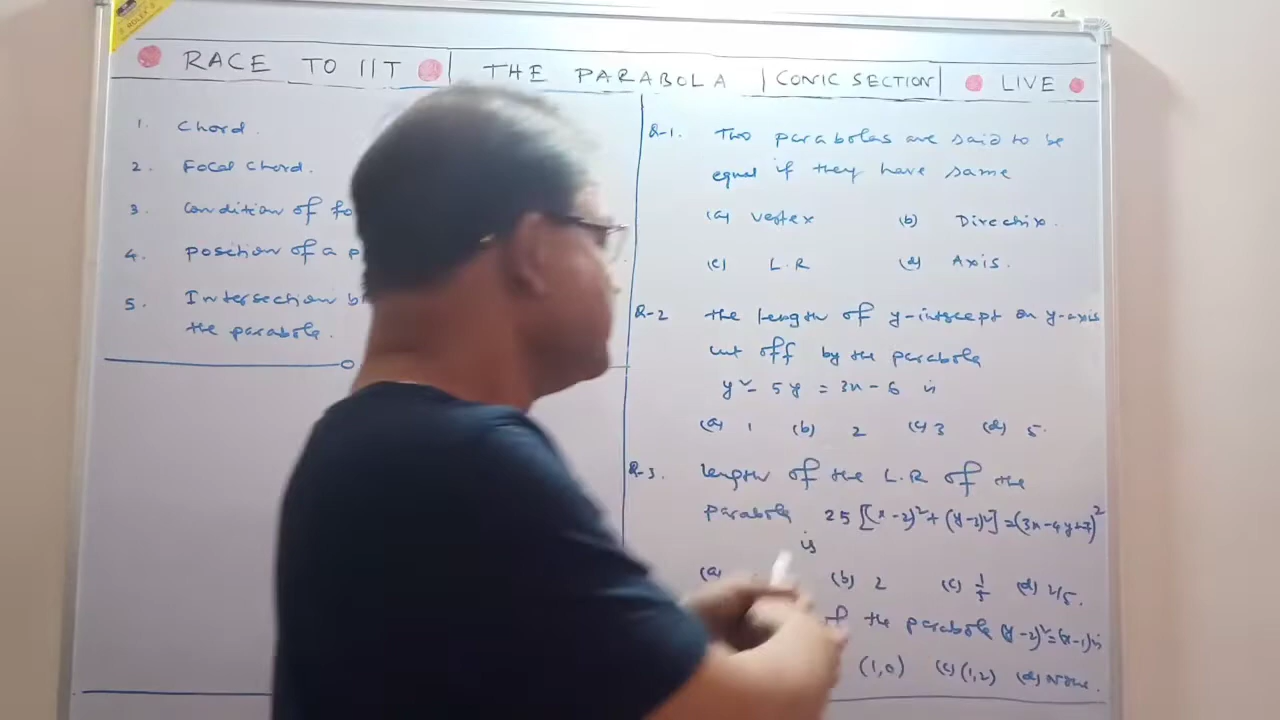 ROLEX
RACE TO IIT | THE PARABOLA | CONIC SECTION | LIVE
1. Chord.
2. Focal Chord.
3. Condition of fo
4. position of a p
5. Intersection b
the parabola.
Q-1. Two parabolas are said to be
equal if they have same
(a) vertex (b) Directrix.
(c) L.R (d) Axis.
Q-2 the length of y-intercept on y-axis
cut off by the parabola
y² - 5y = 3x - 6 is
(a) 1 (b) 2 (c) 3 (d) 5.
Q-3. length of the L.R of the
parabola 25 [(x-2)²+(y-3)²] = (3x-4y+7)²
is
(a) (b) 2 (c) 1/5 (d) 2/5.
of the parabola (y-2)²=(x-1) is
(1,0) (c) (1,2) (d) None.